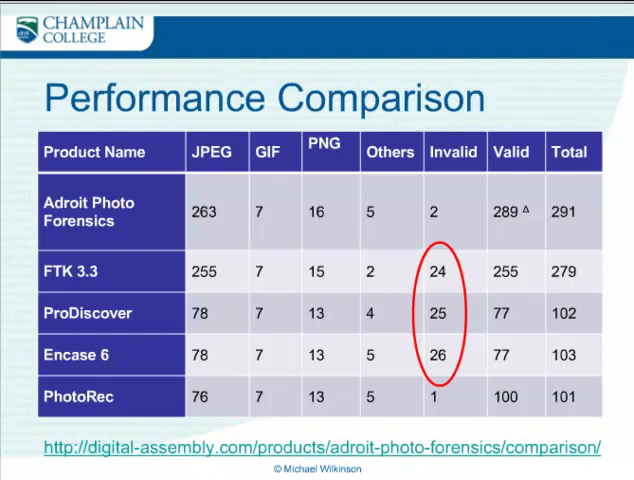 CHAMPLAIN
COLLEGE
Performance Comparison
Product Name JPEG GIF PNG Others Invalid Valid Total
Adroit Photo
Forensics 263 7 16 5 2 289 Δ 291
FTK 3.3 255 7 15 2 24 255 279
ProDiscover 78 7 13 4 25 77 102
Encase 6 78 7 13 5 26 77 103
PhotoRec 76 7 13 5 1 100 101
http://digital-assembly.com/products/adroit-photo-forensics/comparison/
© Michael Wilkinson